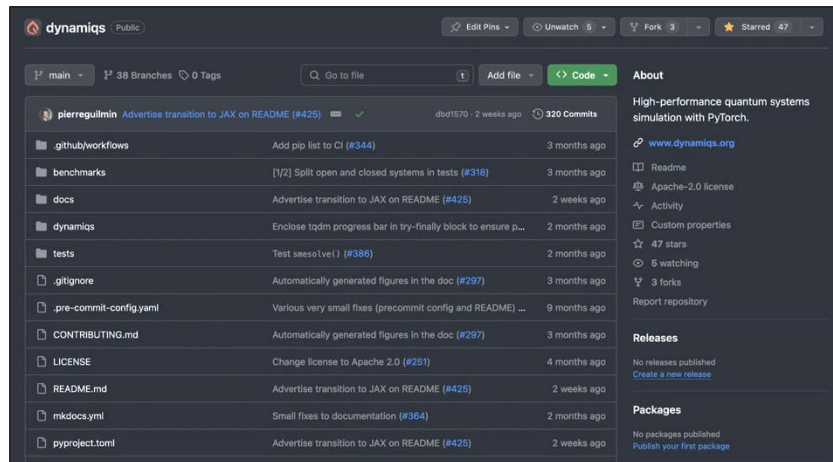 dynamiqs Public
Edit Pins
Unwatch 5
Fork 3
Starred 47
main
38 Branches
0 Tags
Go to file
t
Add file
<> Code
pierreguilmin Advertise transition to JAX on README (#425)
dbd1570 · 2 weeks ago
320 Commits
.github/workflows Add pip list to CI (#344) 3 months ago
benchmarks [1/2] Split open and closed systems in tests (#318) 3 months ago
docs Advertise transition to JAX on README (#425) 2 weeks ago
dynamiqs Enclose tqdm progress bar in try-finally block to ensure p... 2 months ago
tests Test smesolve() (#386) 2 months ago
.gitignore Automatically generated figures in the doc (#297) 3 months ago
.pre-commit-config.yaml Various very small fixes (precommit config and README) ... 9 months ago
CONTRIBUTING.md Automatically generated figures in the doc (#297) 3 months ago
LICENSE Change license to Apache 2.0 (#251) 4 months ago
README.md Advertise transition to JAX on README (#425) 2 weeks ago
mkdocs.yml Small fixes to documentation (#364) 2 months ago
pyproject.toml Advertise transition to JAX on README (#425) 2 weeks ago
About
High-performance quantum systems
simulation with PyTorch.
www.dynamiqs.org
Readme
Apache-2.0 license
Activity
Custom properties
47 stars
5 watching
3 forks
Report repository
Releases
No releases published
Create a new release
Packages
No packages published
Publish your first package